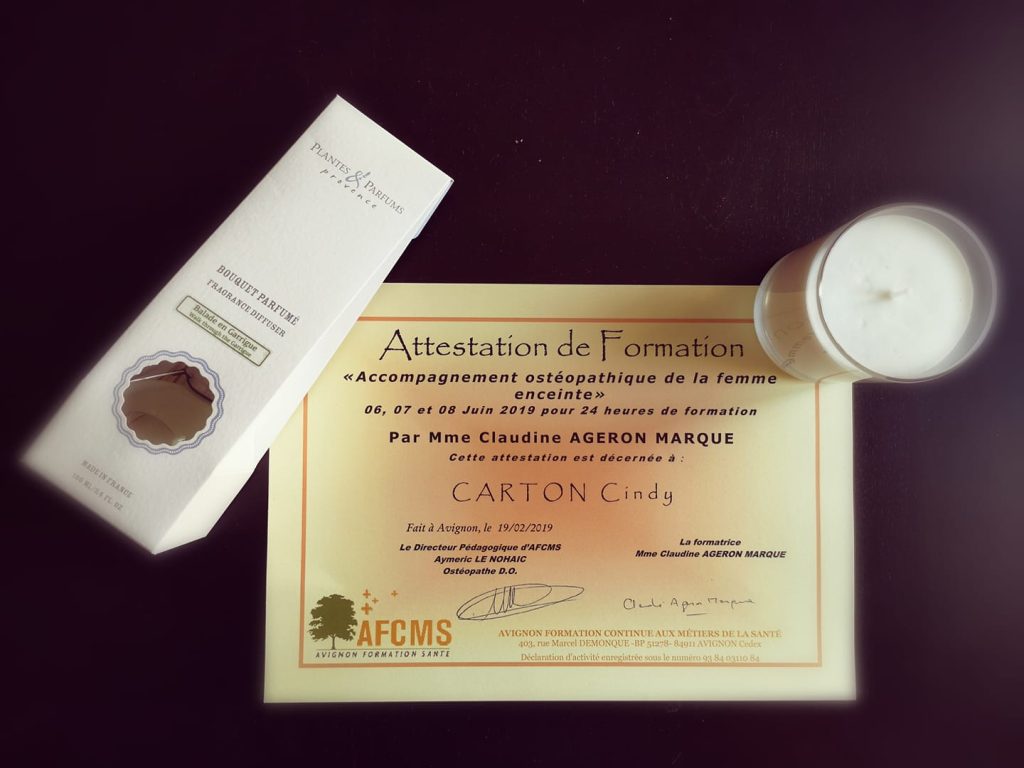 PLANTES & PARFUMS
provence
BOUQUET PARFUMÉ
FRAGRANCE DIFFUSER
Balade en Garrigue
Walk through the Garrigue
MADE IN FRANCE
Attestation de Formation
«Accompagnement ostéopathique de la femme
enceinte»
06, 07 et 08 Juin 2019 pour 24 heures de formation
Par Mme Claudine AGERON MARQUE
Cette attestation est décernée à :
CARTON Cindy
Fait à Avignon, le 19/02/2019
Le Directeur Pédagogique d'AFCMS
Aymeric LE NOHAIC
Ostéopathe D.O.
La formatrice
Mme Claudine AGERON MARQUE
AFCMS
AVIGNON FORMATION SANTE
AVIGNON FORMATION CONTINUE AUX MÉTIERS DE LA SANTÉ
403, rue Marcel DEMONQUE -BP 51278- 84911 AVIGNON Cedex
Déclaration d'activité enregistrée sous le numéro 93 84 03110 84